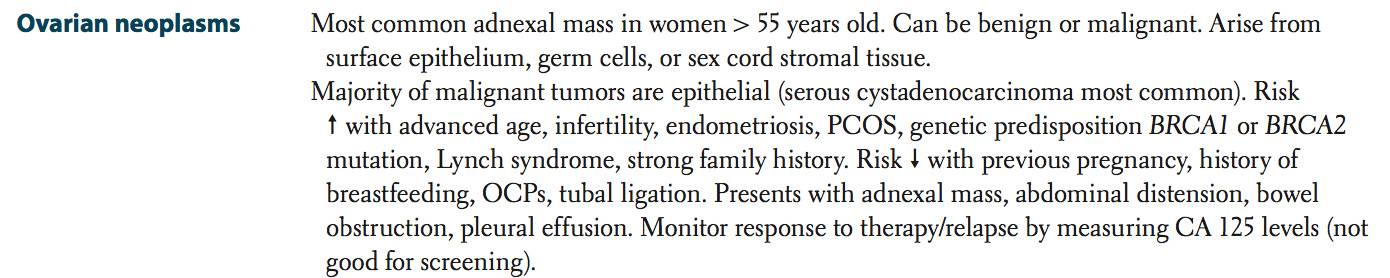 Ovarian neoplasms
Most common adnexal mass in women > 55 years old. Can be benign or malignant. Arise from
surface epithelium, germ cells, or sex cord stromal tissue.
Majority of malignant tumors are epithelial (serous cystadenocarcinoma most common). Risk
↑ with advanced age, infertility, endometriosis, PCOS, genetic predisposition BRCA1 or BRCA2
mutation, Lynch syndrome, strong family history. Risk ↓ with previous pregnancy, history of
breastfeeding, OCPs, tubal ligation. Presents with adnexal mass, abdominal distension, bowel
obstruction, pleural effusion. Monitor response to therapy/relapse by measuring CA 125 levels (not
good for screening).